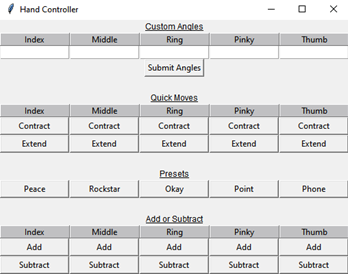 Hand Controller
Custom Angles
Index Middle Ring Pinky Thumb
Submit Angles
Quick Moves
Index Middle Ring Pinky Thumb
Contract Contract Contract Contract Contract
Extend Extend Extend Extend Extend
Presets
Peace Rockstar Okay Point Phone
Add or Subtract
Index Middle Ring Pinky Thumb
Add Add Add Add Add
Subtract Subtract Subtract Subtract Subtract